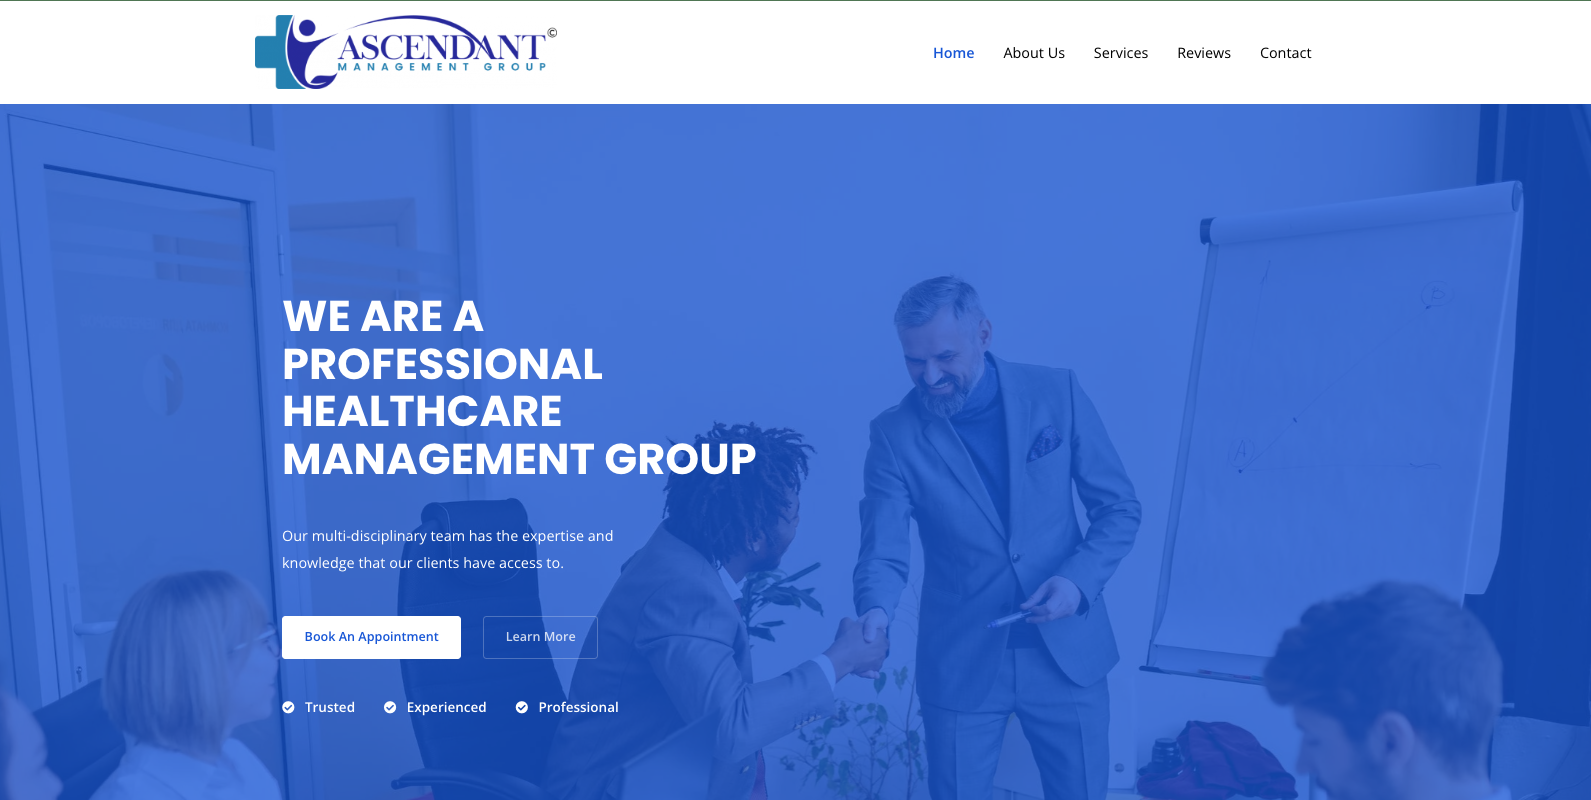 ASCENDANT©
MANAGEMENT GROUP
Home About Us Services Reviews Contact
WE ARE A
PROFESSIONAL
HEALTHCARE
MANAGEMENT GROUP
Our multi-disciplinary team has the expertise and
knowledge that our clients have access to.
Book An Appointment Learn More
Trusted Experienced Professional